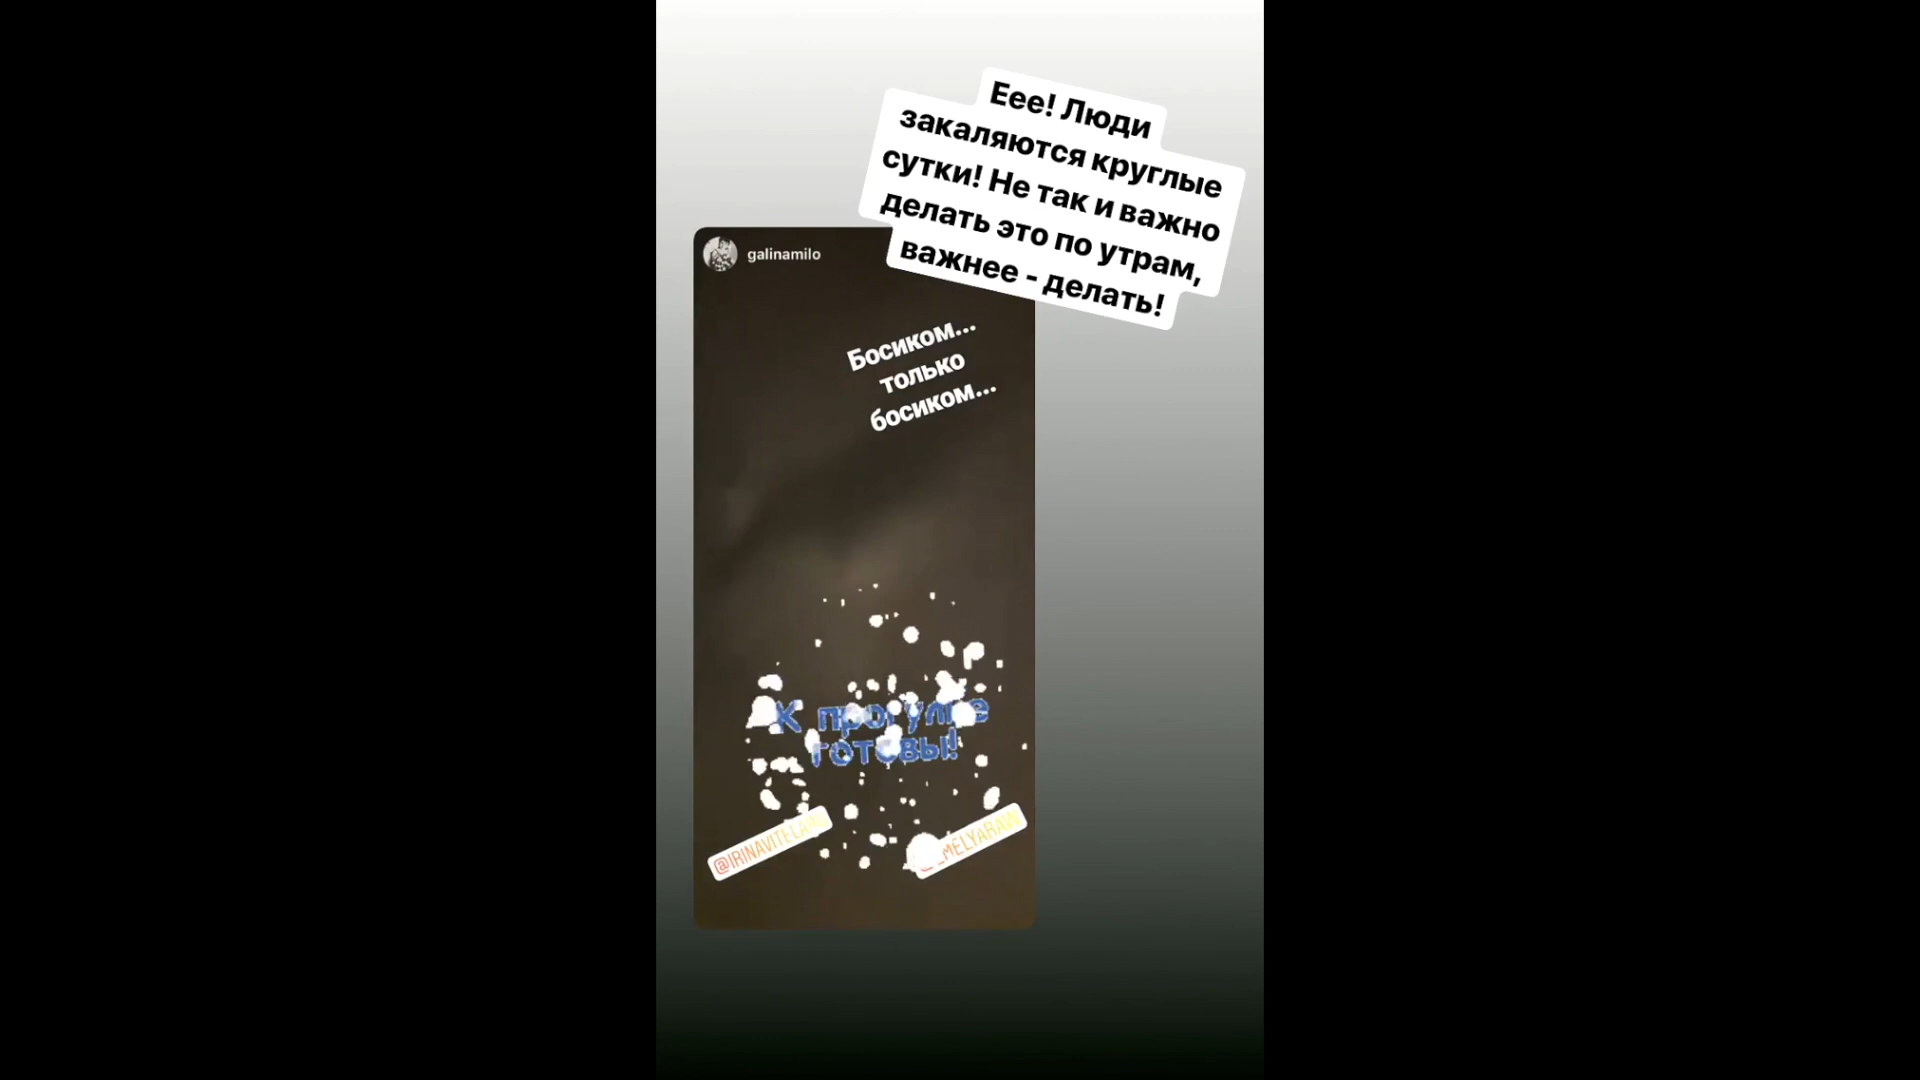 Еее! Люди
закаляются круглые
сутки! Не так и важно
делать это по утрам,
важнее - делать!
galinamilo
Босиком...
только
босиком...
К прогулке
готовы!